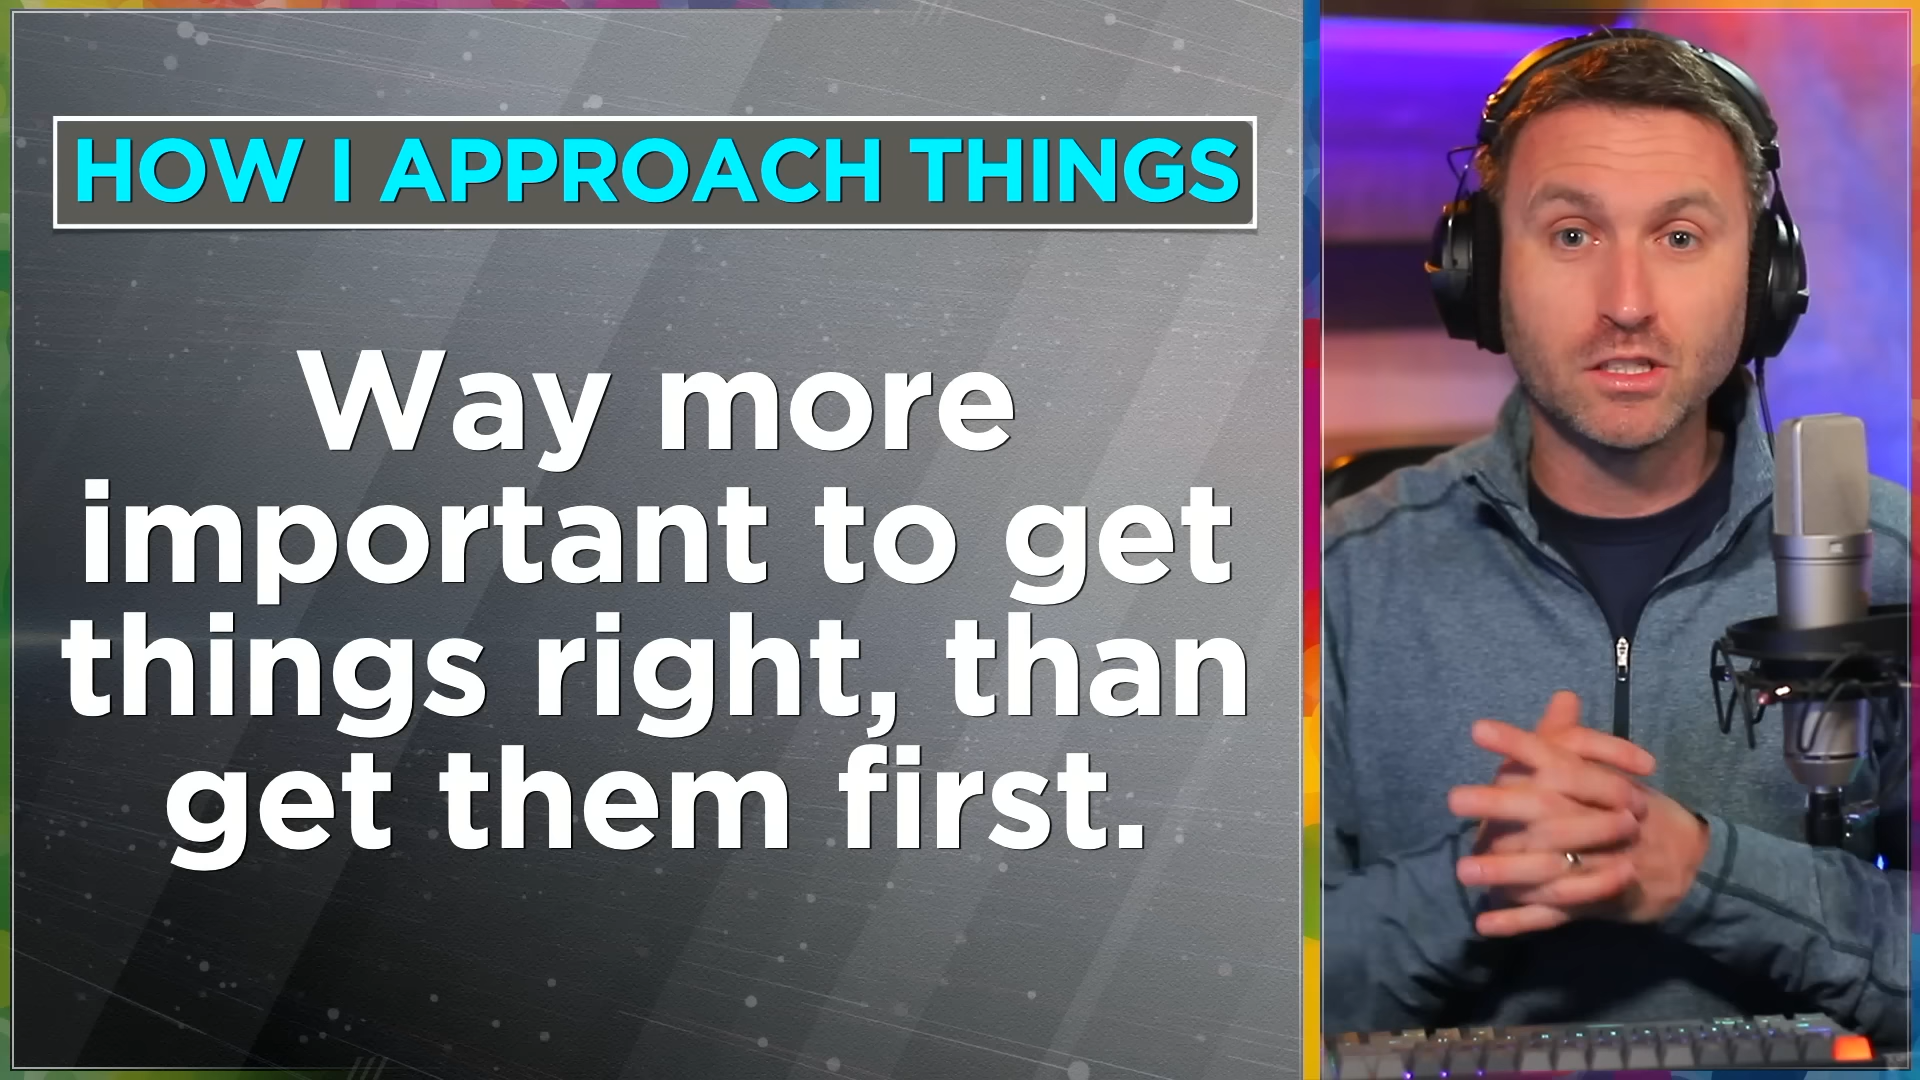 HOW I APPROACH THINGS
Way more
important to get
things right, than
get them first.